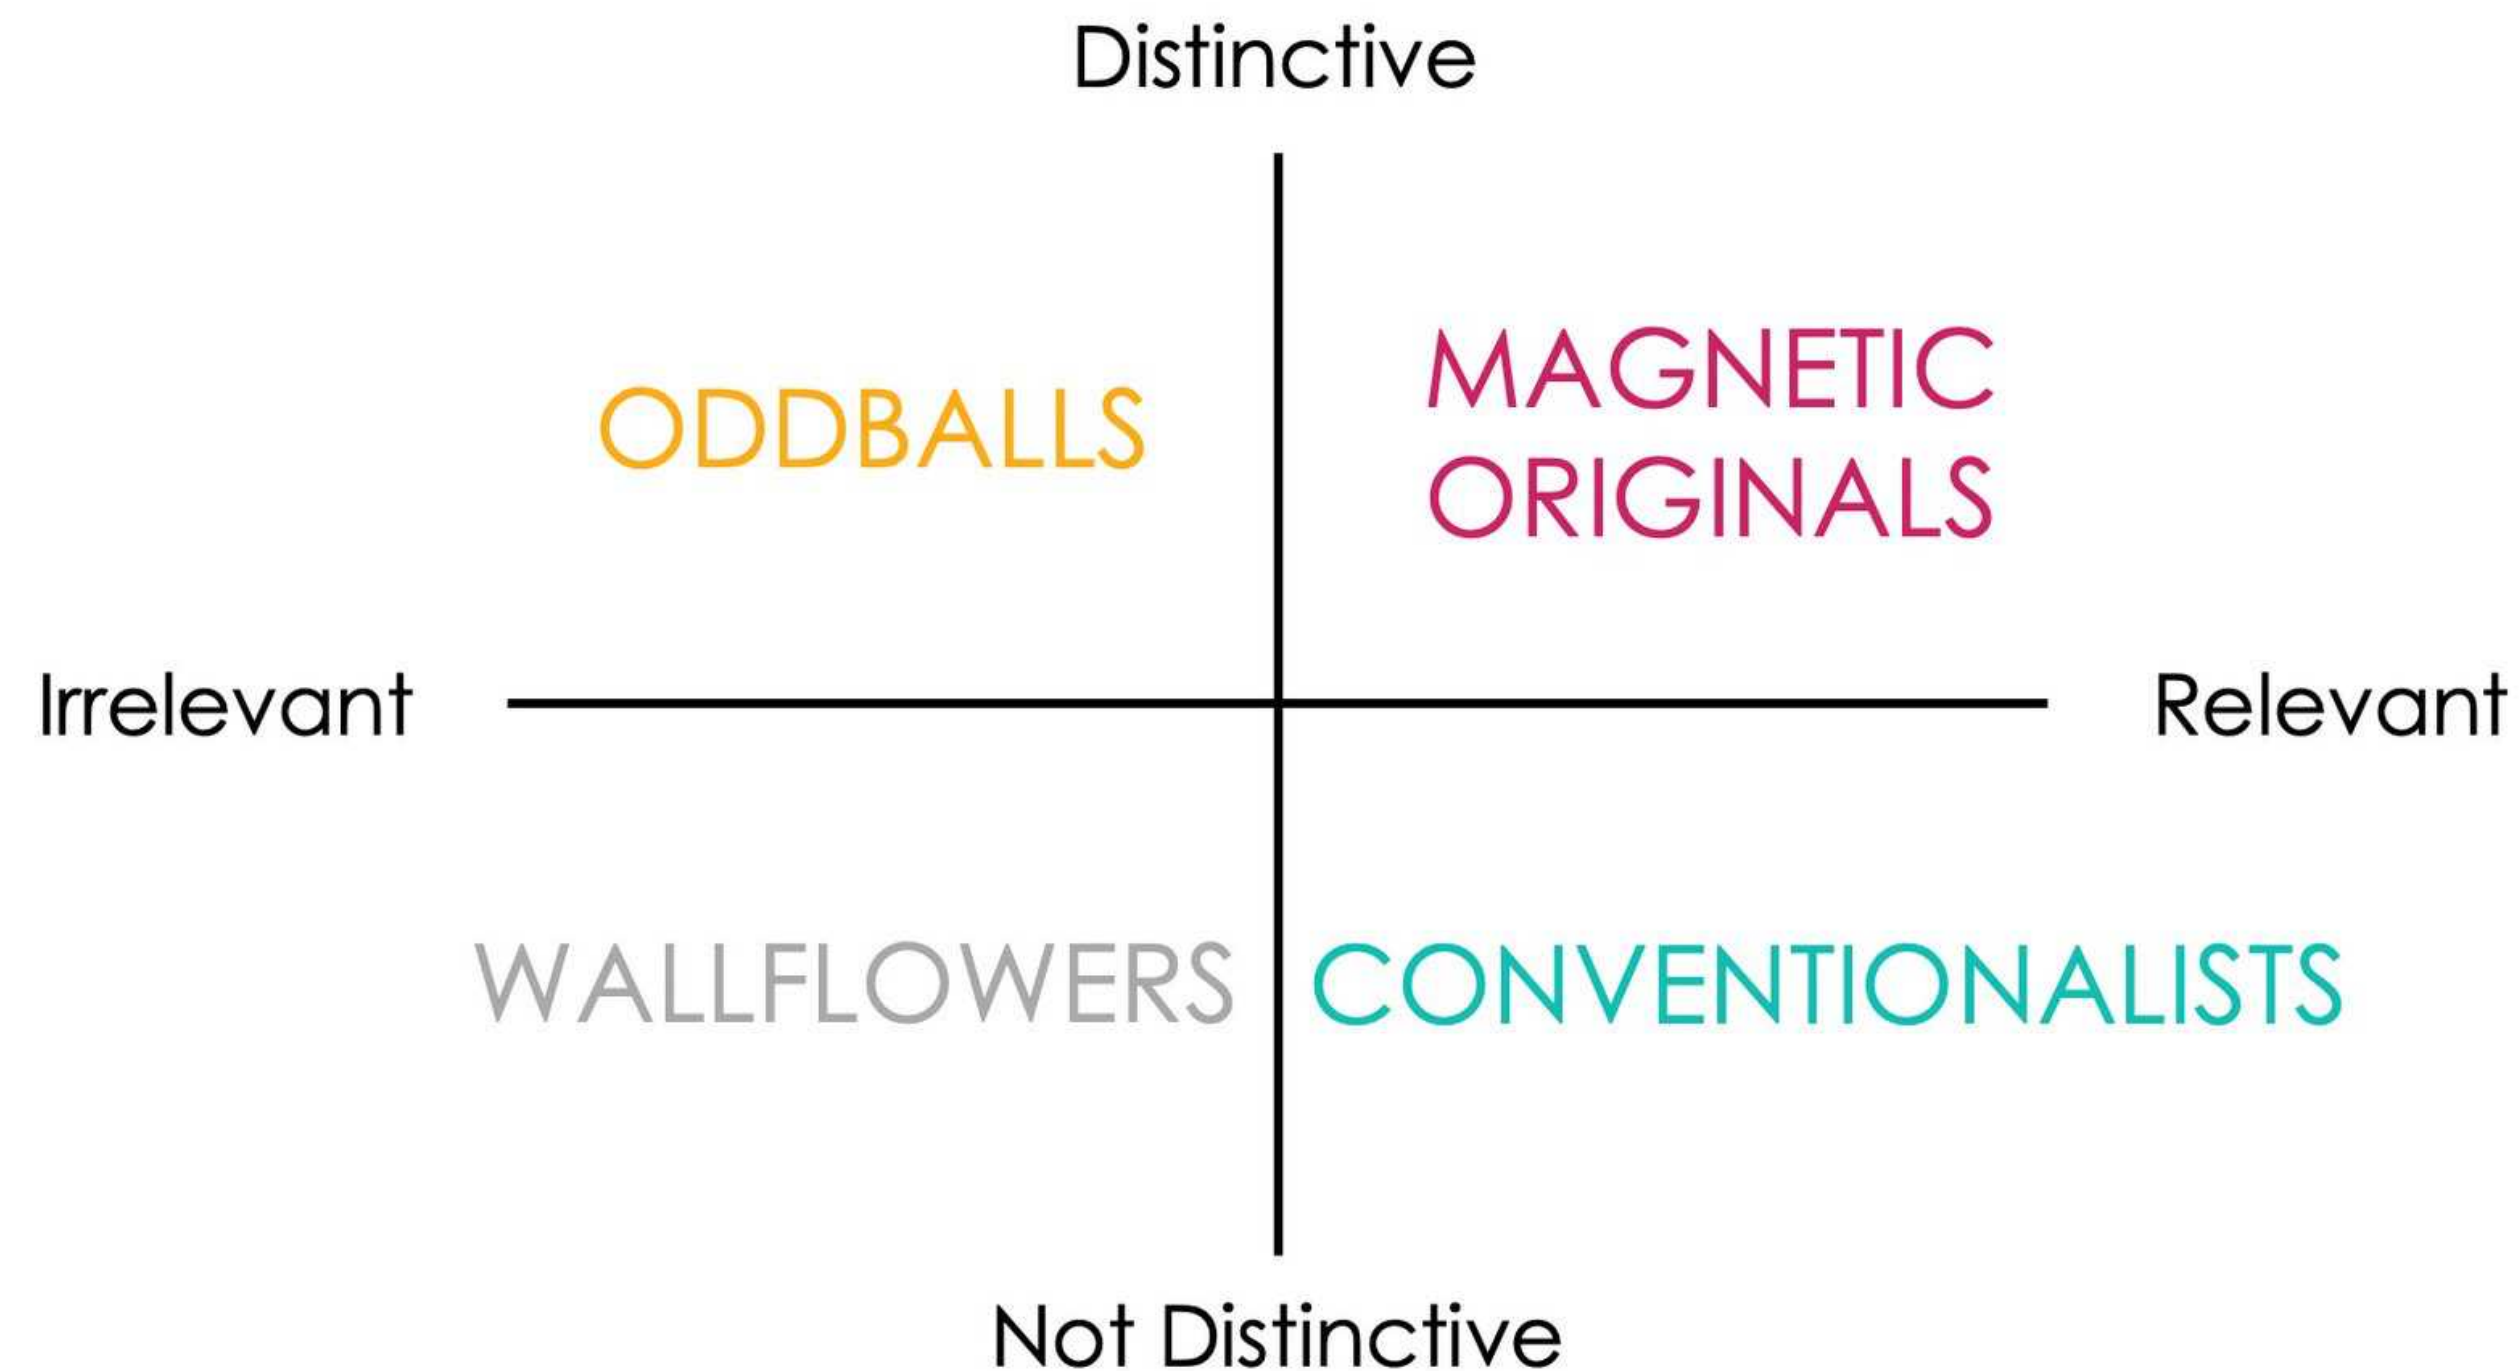 Distinctive
MAGNETIC
ODDBALLS
ORIGINALS
Irrelevant
Relevant
WALLFLOWERS
CONVENTIONALISTS
Not Distinctive